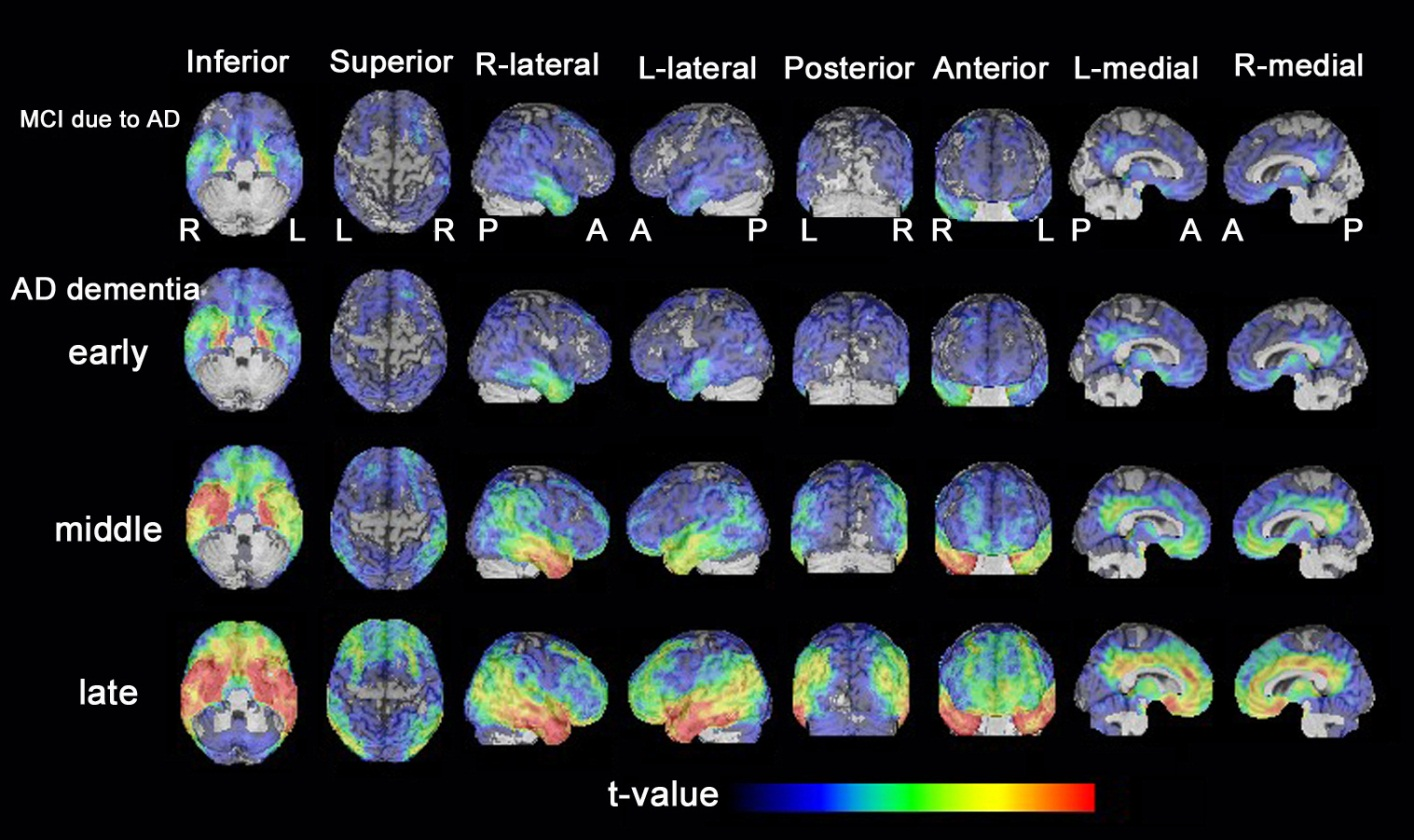 Inferior Superior R-lateral L-lateral Posterior Anterior L-medial R-medial
MCI due to AD
R L L R P A A P L R R L P A A P
AD dementia
early
middle
late
t-value